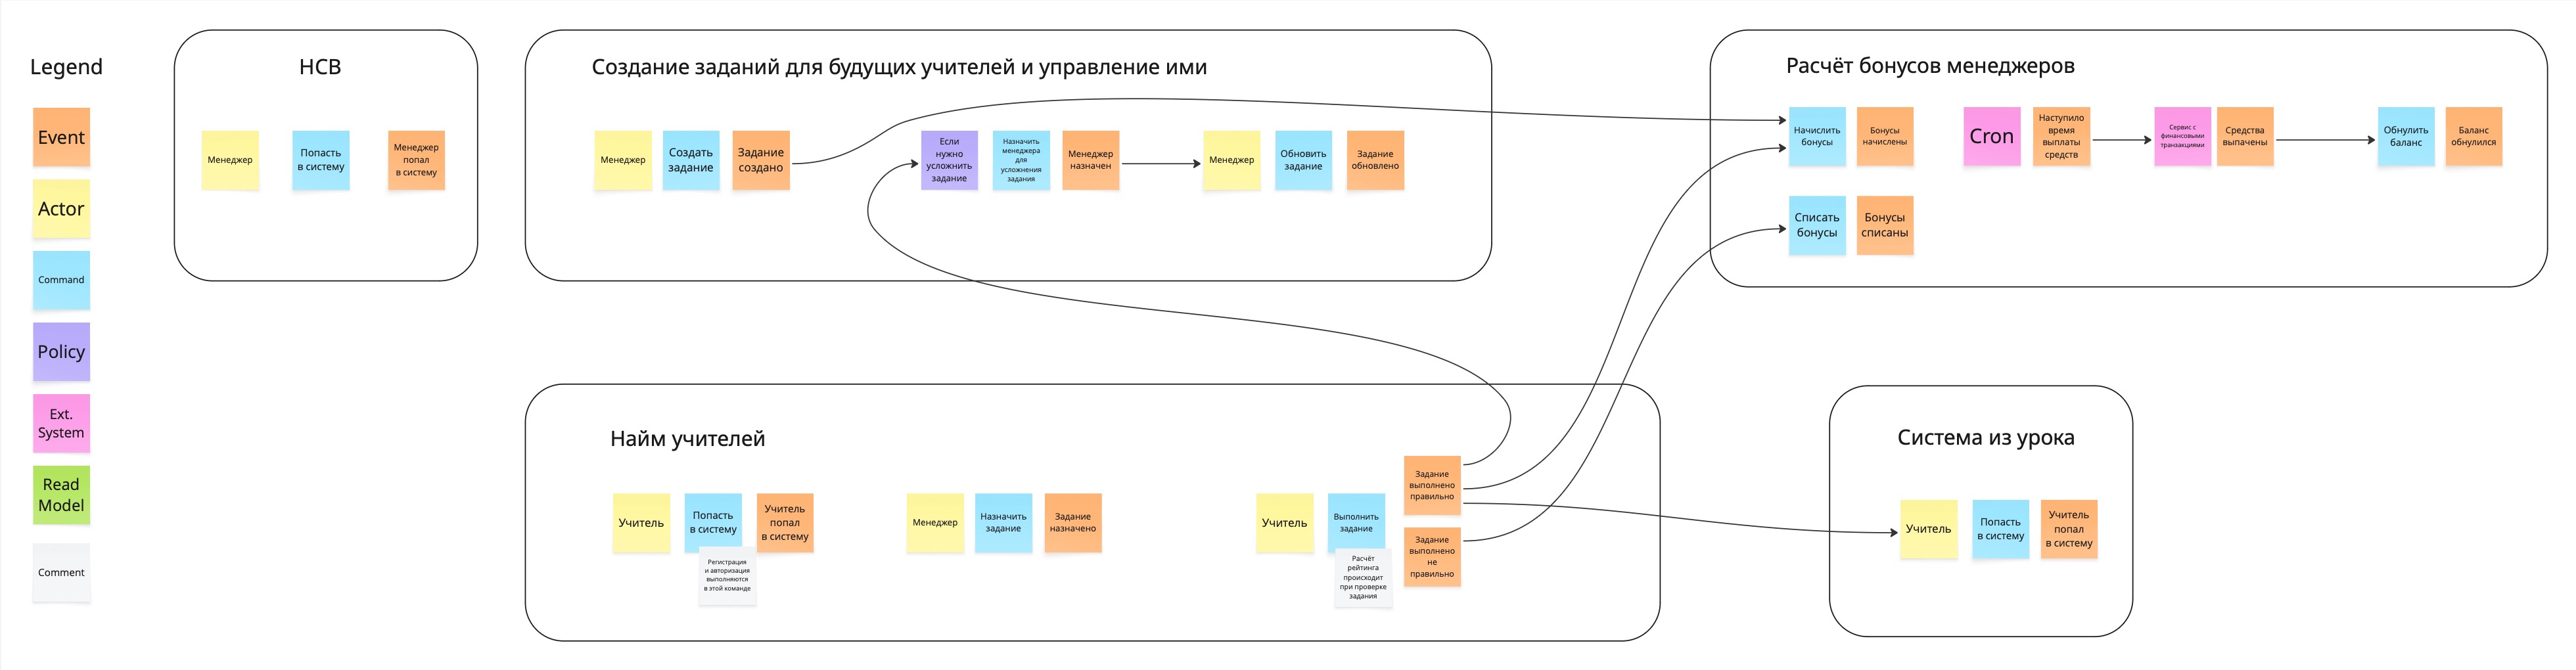 Legend
Event
Actor
Command
Policy
Ext.
System
Read
Model
Comment
НСВ
Менеджер
Попасть
в систему
Менеджер
попал
в систему
Создание заданий для будущих учителей и управление ими
Менеджер
Создать
задание
Задание
создано
Если
нужно
усложнить
задание
Назначить
менеджера
для
усложнения
задания
Менеджер
назначен
Менеджер
Обновить
задание
Задание
обновлено
Расчёт бонусов менеджеров
Начислить
бонусы
Бонусы
начислены
Cron
Наступило
время
выплаты
средств
Сервис с
финансовыми
транзакциями
Средства
выпачены
Обнулить
баланс
Баланс
обнулился
Списать
бонусы
Бонусы
списаны
Найм учителей
Учитель
Попасть
в систему
Учитель
попал
в систему
Регистрация
и авторизация
выполняются
в этой команде
Менеджер
Назначить
задание
Задание
назначено
Учитель
Выполнить
задание
Расчёт
рейтинга
происходит
при проверке
задания
Задание
выполнено
правильно
Задание
выполнено
не
правильно
Система из урока
Учитель
Попасть
в систему
Учитель
попал
в систему